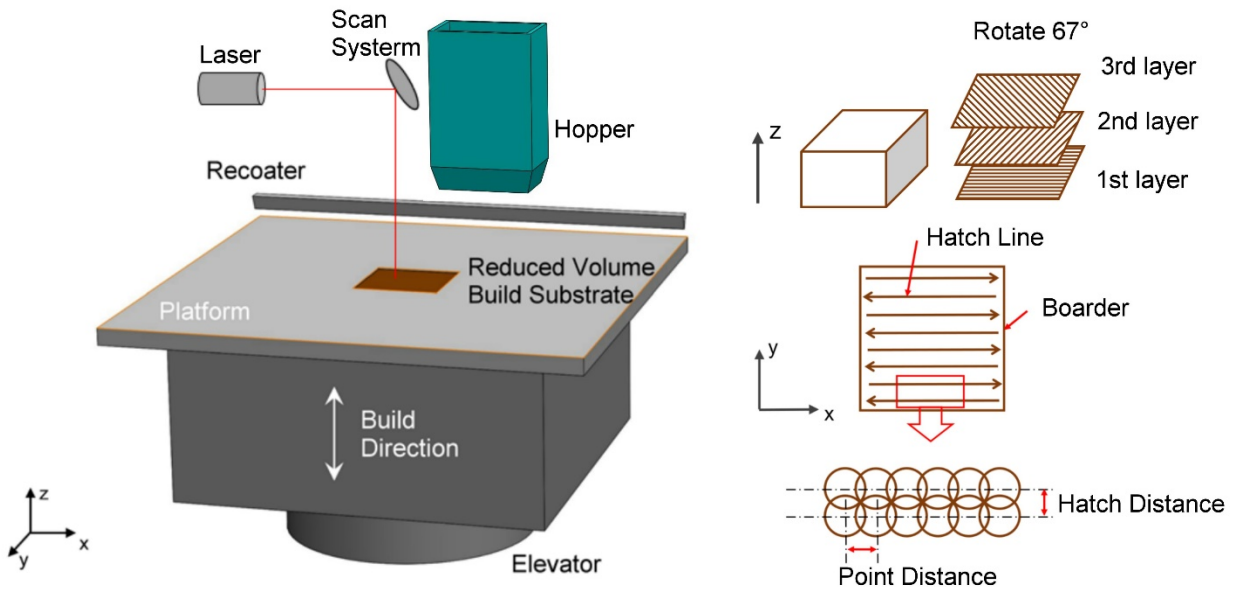 Scan
Systerm
Laser
Hopper
Recoater
Reduced Volume
Build Substrate
Platform
Build
Direction
Elevator
z
x
y
Rotate 67°
3rd layer
2nd layer
1st layer
z
Hatch Line
Boarder
y
x
Hatch Distance
Point Distance